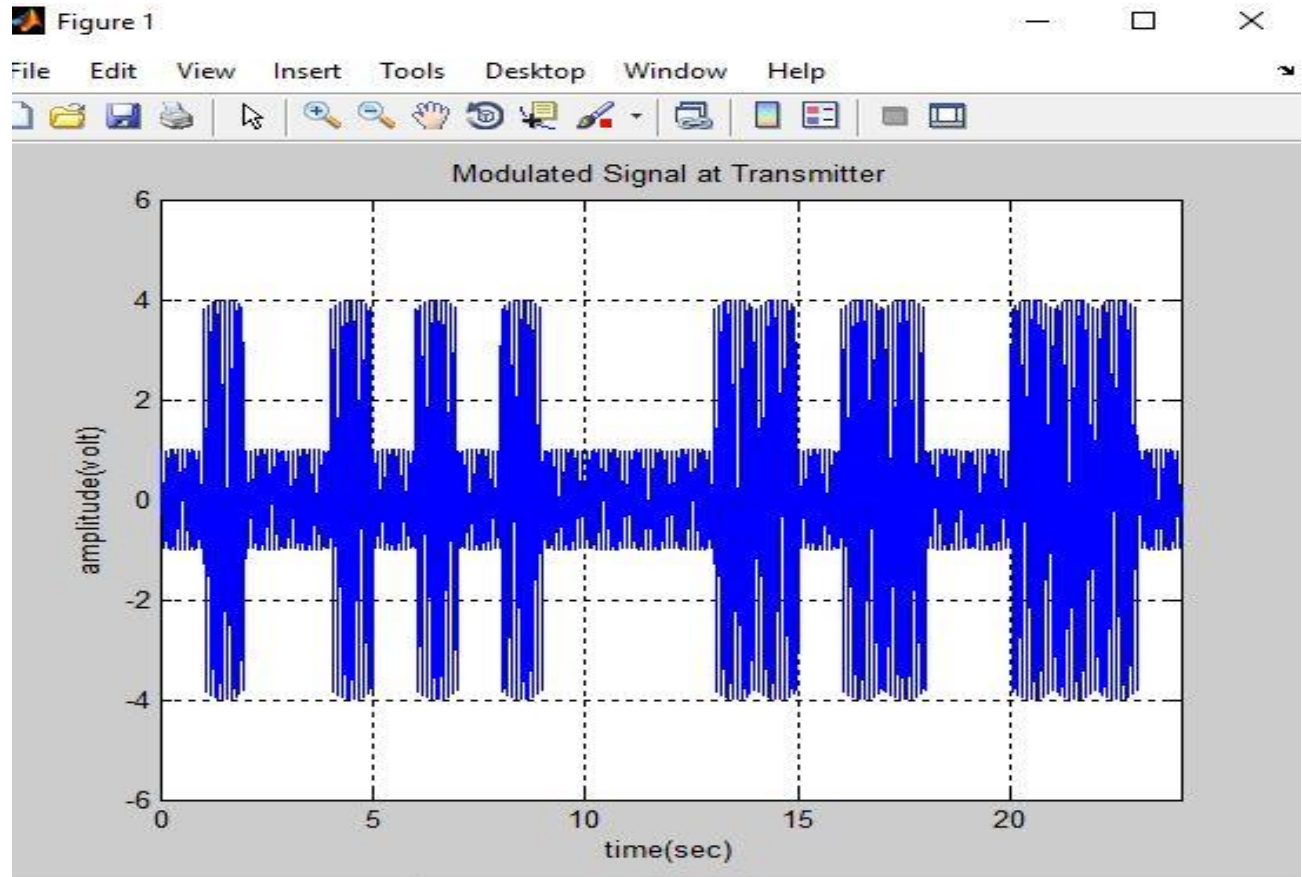 Figure 1
File Edit View Insert Tools Desktop Window Help
Modulated Signal at Transmitter
6
4
2
0
-2
-4
-6
amplitude(volt)
0 5 10 15 20
time(sec)